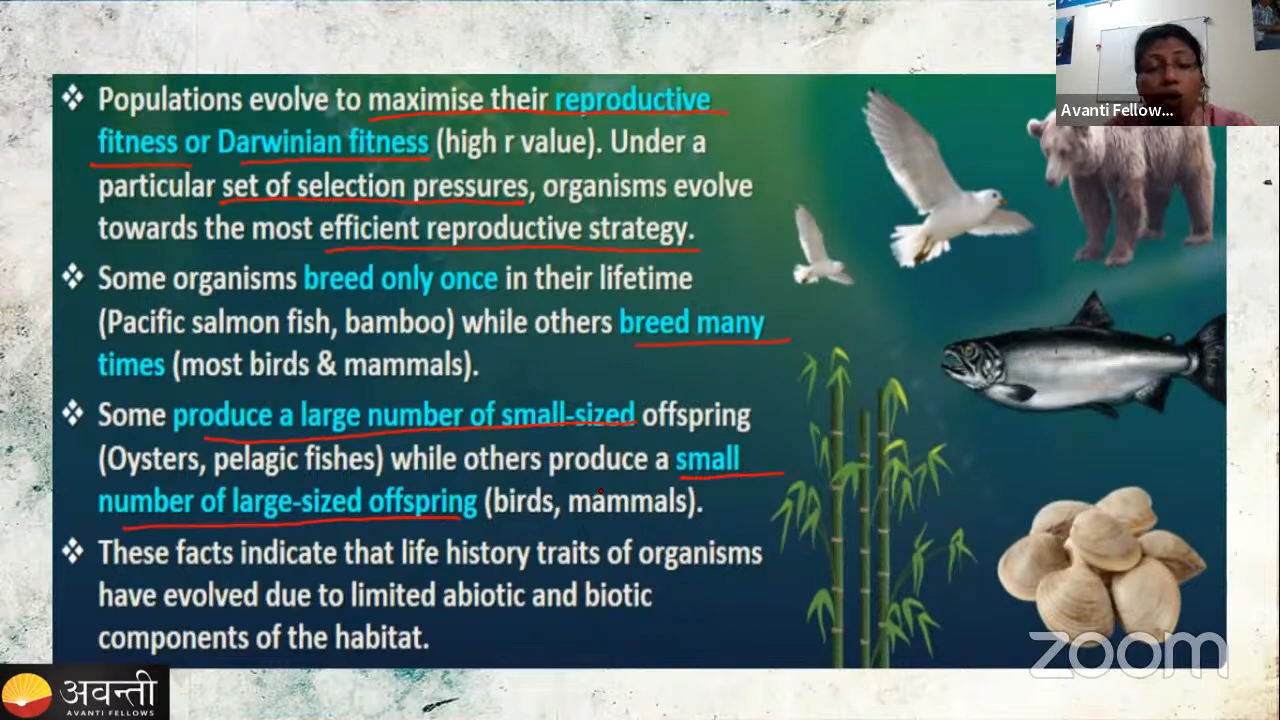 Avanti Fellow...
❖ Populations evolve to maximise their reproductive
fitness or Darwinian fitness (high r value). Under a
particular set of selection pressures, organisms evolve
towards the most efficient reproductive strategy.
❖ Some organisms breed only once in their lifetime
(Pacific salmon fish, bamboo) while others breed many
times (most birds & mammals).
❖ Some produce a large number of small-sized offspring
(Oysters, pelagic fishes) while others produce a small
number of large-sized offspring (birds, mammals).
❖ These facts indicate that life history traits of organisms
have evolved due to limited abiotic and biotic
components of the habitat.
zoom
अवन्ती
AVANTI FELLOWS